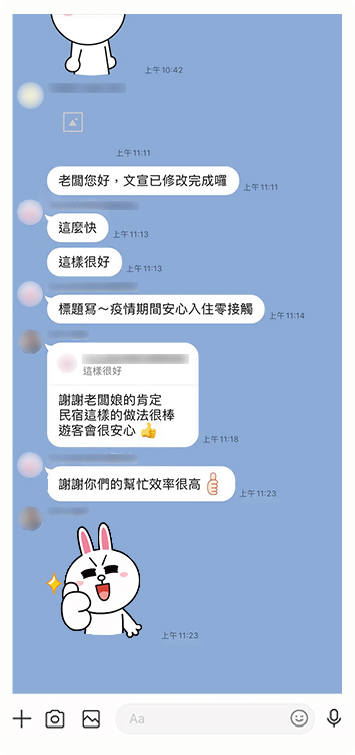 上午 10:42
上午 11:11
老闆您好，文宣已修改完成囉
上午 11:11
這麼快
上午 11:13
這樣很好
上午 11:13
標題寫～疫情期間安心入住零接觸
上午 11:14
這樣很好
謝謝老闆娘的肯定
民宿這樣的做法很棒
遊客會很安心 👍
上午 11:18
謝謝你們的幫忙效率很高
上午 11:23
上午 11:23
Aa